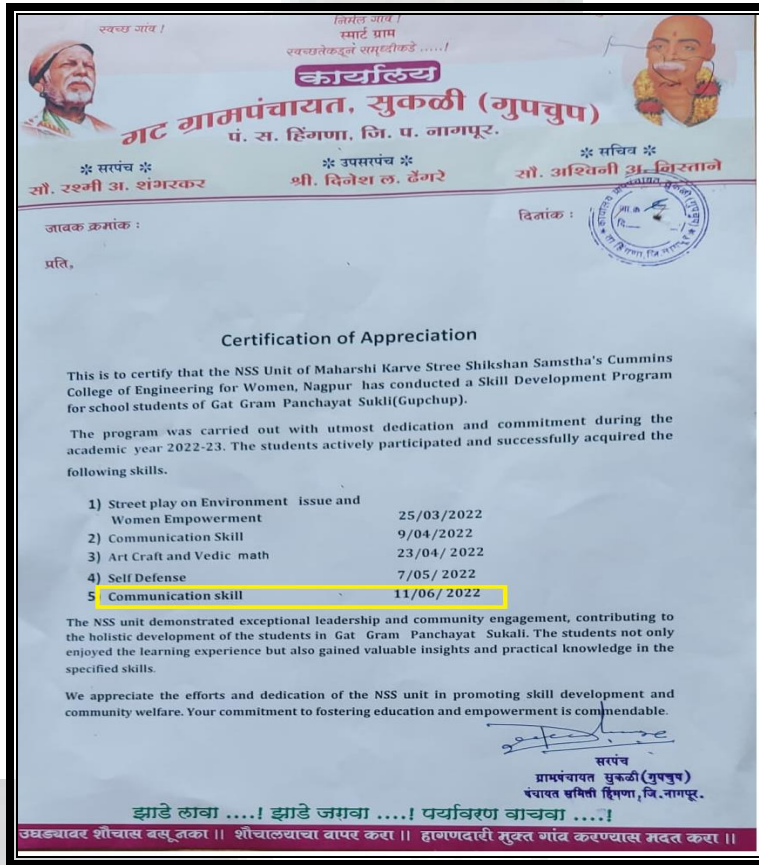 स्वच्छ गांव !
निर्मल गाव !
स्मार्ट ग्राम
स्वच्छतेकडून समृध्दीकडे .....!
कार्यालय
गट ग्रामपंचायत, सुकळी (गुपचुप)
पं. स. हिंगणा, जि. प. नागपूर.
❊ सरपंच ❊
सौ. रश्मी अ. शंगरकर
❊ उपसरपंच ❊
श्री. दिनेश ल. ढेंगरे
❊ सचिव ❊
सौ. अश्विनी अ. निस्ताने
जावक क्रमांक :
दिनांक :
प्रति,
Certification of Appreciation
This is to certify that the NSS Unit of Maharshi Karve Stree Shikshan Samstha's Cummins
College of Engineering for Women, Nagpur has conducted a Skill Development Program
for school students of Gat Gram Panchayat Sukli(Gupchup).
The program was carried out with utmost dedication and commitment during the
academic year 2022-23. The students actively participated and successfully acquired the
following skills.
1) Street play on Environment issue and
Women Empowerment 25/03/2022
2) Communication Skill 9/04/2022
3) Art Craft and Vedic math 23/04/ 2022
4) Self Defense 7/05/ 2022
5 Communication skill 11/06/ 2022
The NSS unit demonstrated exceptional leadership and community engagement, contributing to
the holistic development of the students in Gat Gram Panchayat Sukali. The students not only
enjoyed the learning experience but also gained valuable insights and practical knowledge in the
specified skills.
We appreciate the efforts and dedication of the NSS unit in promoting skill development and
community welfare. Your commitment to fostering education and empowerment is commendable.
सरपंच
ग्रामपंचायत सुकळी(गुपचुप)
पंचायत समिती हिंगणा, जि. नागपूर.
झाडे लावा ....! झाडे जगवा ....! पर्यावरण वाचवा ....!
उघड्यावर शौचास बसू नका || शौचालयाचा वापर करा || हागणदारी मुक्त गांव करण्यास मदत करा ||